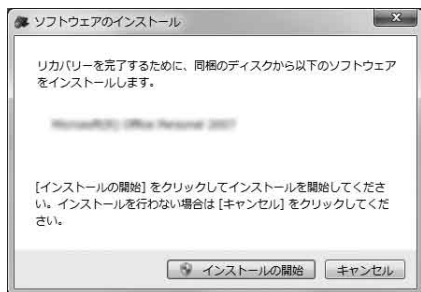 ソフトウェアのインストール
リカバリーを完了するために、同梱のディスクから以下のソフトウェア
をインストールします。
Microsoft(R) Office Personal 2007
[インストールの開始] をクリックしてインストールを開始してくださ
い。インストールを行わない場合は [キャンセル] をクリックしてくだ
さい。
インストールの開始
キャンセル